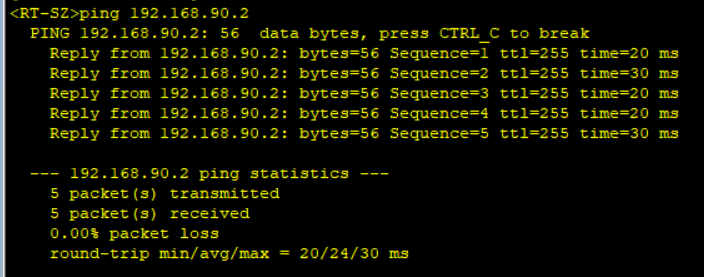 <RT-SZ>ping 192.168.90.2
PING 192.168.90.2: 56  data bytes, press CTRL_C to break
Reply from 192.168.90.2: bytes=56 Sequence=1 ttl=255 time=20 ms
Reply from 192.168.90.2: bytes=56 Sequence=2 ttl=255 time=30 ms
Reply from 192.168.90.2: bytes=56 Sequence=3 ttl=255 time=20 ms
Reply from 192.168.90.2: bytes=56 Sequence=4 ttl=255 time=20 ms
Reply from 192.168.90.2: bytes=56 Sequence=5 ttl=255 time=30 ms
--- 192.168.90.2 ping statistics ---
5 packet(s) transmitted
5 packet(s) received
0.00% packet loss
round-trip min/avg/max = 20/24/30 ms